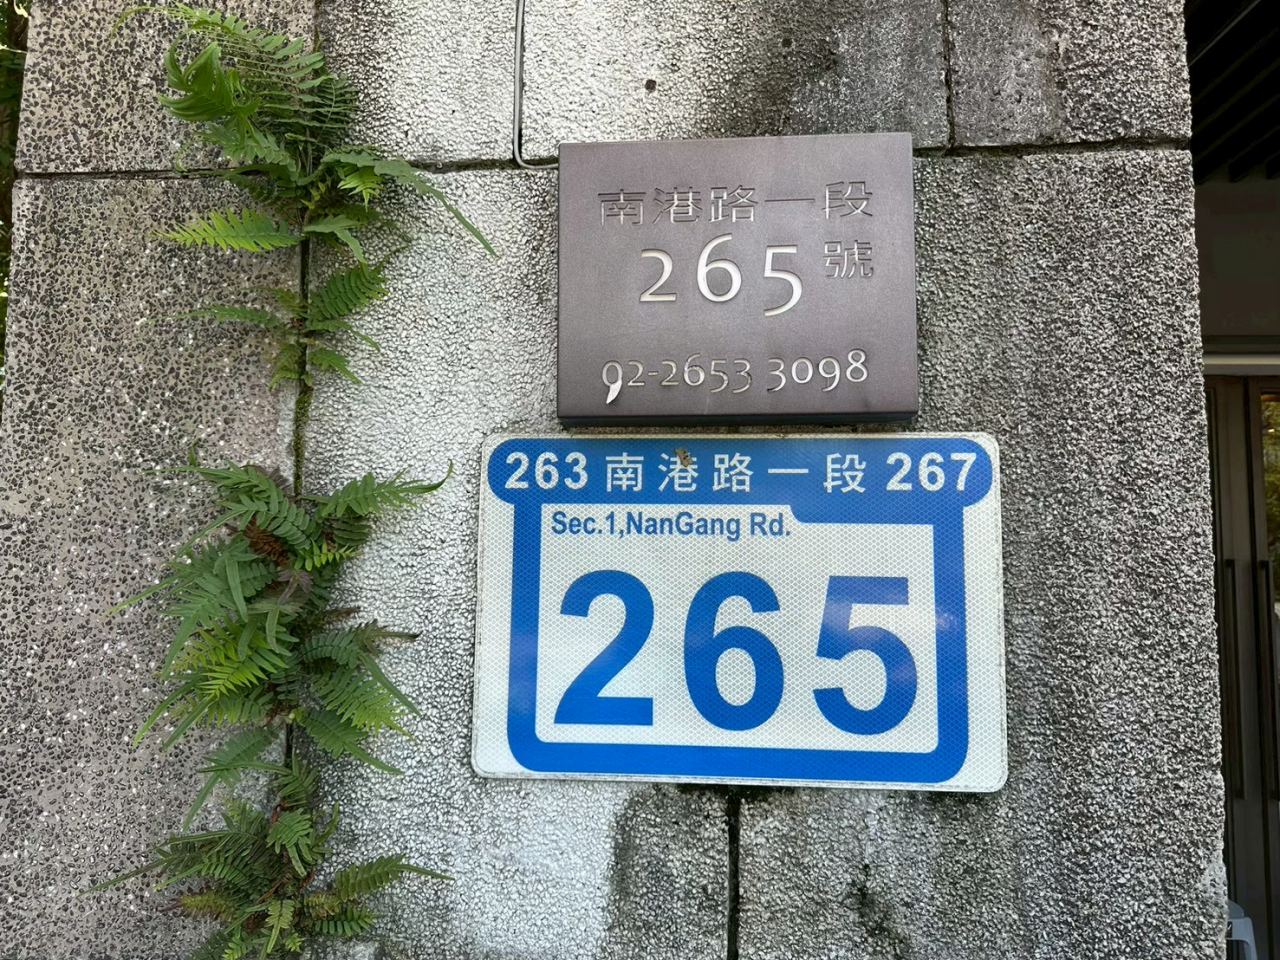 南港路一段
265號
02-2653 3098
263 南港路一段 267
Sec.1,NanGang Rd.
265